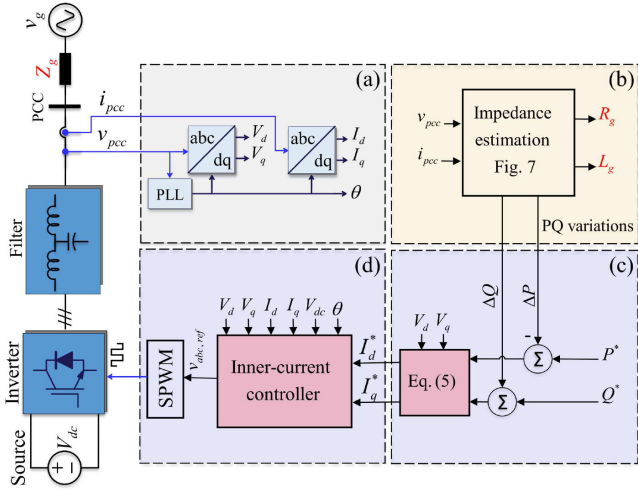 v_g
Z_g
PCC
i_pcc
v_pcc
Filter
Inverter
Source
V_dc
+
−
(a)
abc
dq
V_d
V_q
abc
dq
I_d
I_q
PLL
θ
(b)
v_pcc
i_pcc
Impedance
estimation
Fig. 7
R_g
L_g
PQ variations
(c)
ΔQ
ΔP
-
Σ
P*
Σ
Q*
V_d
V_q
Eq. (5)
I_d*
I_q*
(d)
V_d V_q I_d I_q V_dc θ
Inner-current
controller
v_abc,ref
SPWM